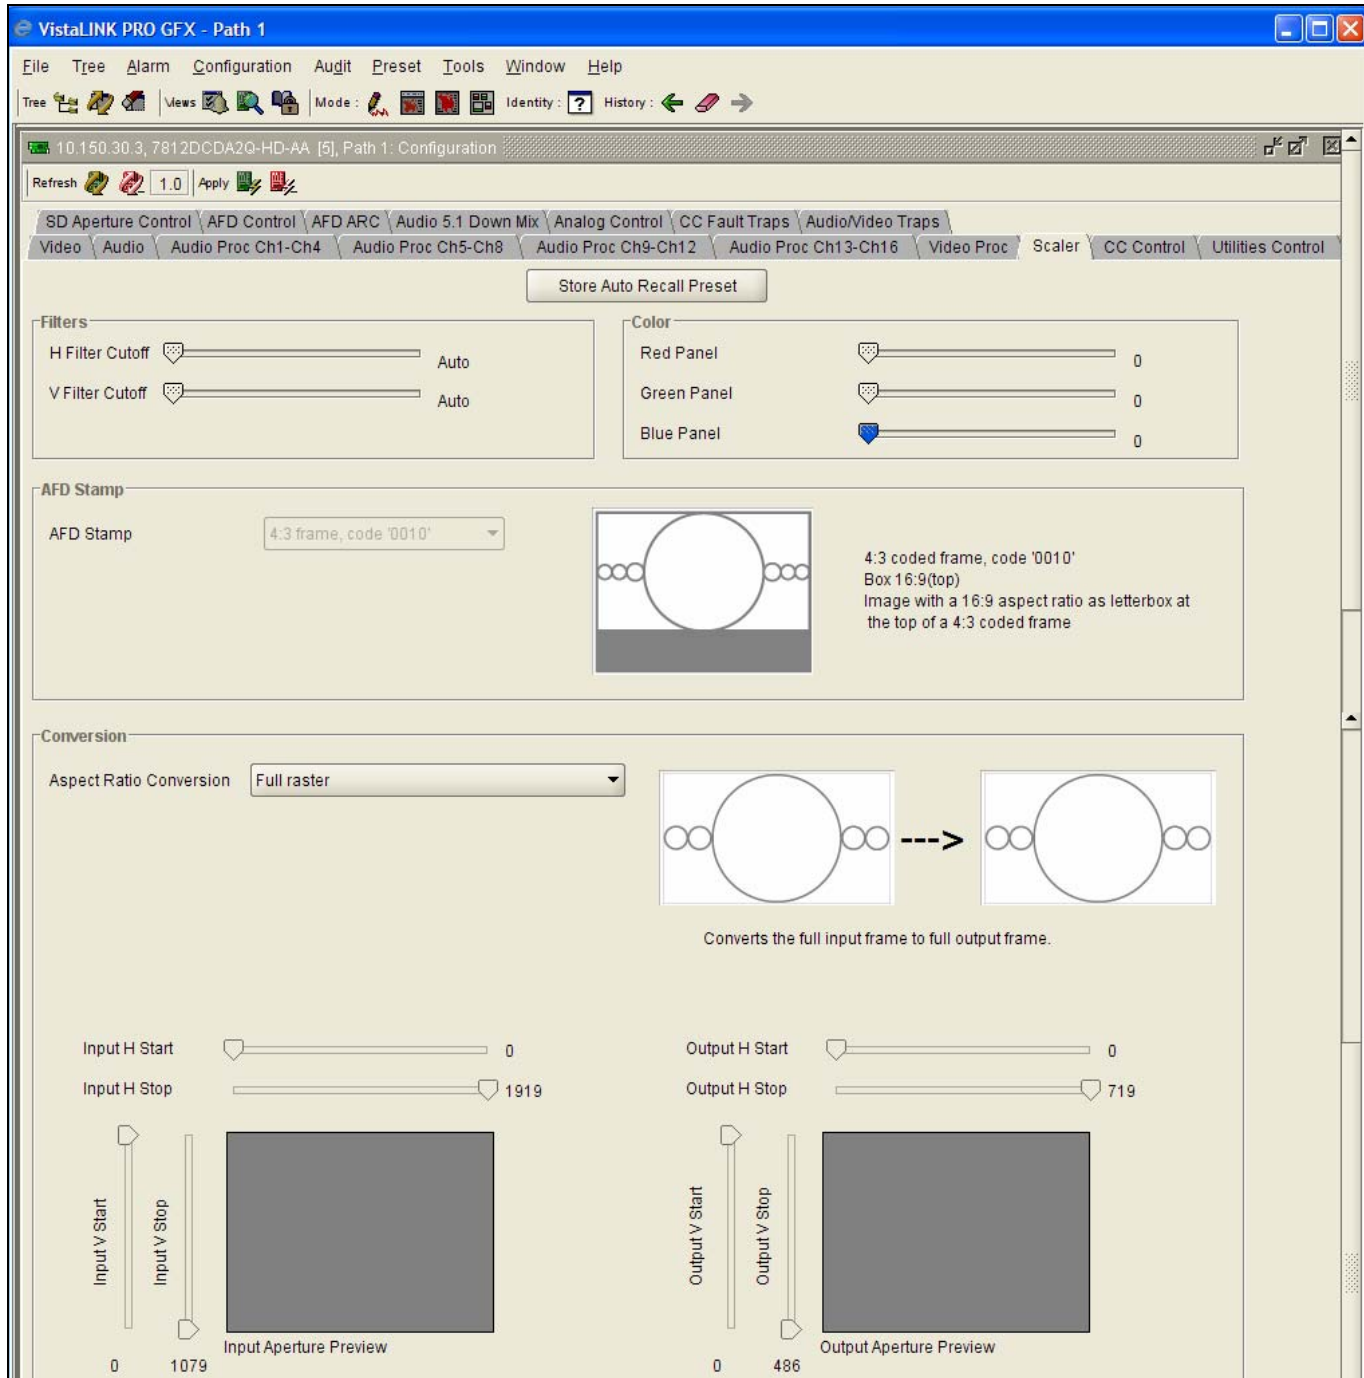 VistaLINK PRO GFX - Path 1
File Tree Alarm Configuration Audit Preset Tools Window Help
Tree Views Mode : Identity : ? History :
10.150.30.3, 7812DCDA2Q-HD-AA [5], Path 1: Configuration
Refresh 1.0 Apply
SD Aperture Control AFD Control AFD ARC Audio 5.1 Down Mix Analog Control CC Fault Traps Audio/Video Traps
Video Audio Audio Proc Ch1-Ch4 Audio Proc Ch5-Ch8 Audio Proc Ch9-Ch12 Audio Proc Ch13-Ch16 Video Proc Scaler CC Control Utilities Control
Store Auto Recall Preset
Filters
H Filter Cutoff Auto
V Filter Cutoff Auto
Color
Red Panel 0
Green Panel 0
Blue Panel 0
AFD Stamp
AFD Stamp 4:3 frame, code '0010'
4:3 coded frame, code '0010'
Box 16:9(top)
Image with a 16:9 aspect ratio as letterbox at
the top of a 4:3 coded frame
Conversion
Aspect Ratio Conversion Full raster
--->
Converts the full input frame to full output frame.
Input H Start 0
Input H Stop 1919
Input V Start
Input V Stop
Input Aperture Preview
0 1079
Output H Start 0
Output H Stop 719
Output V Start
Output V Stop
Output Aperture Preview
0 486